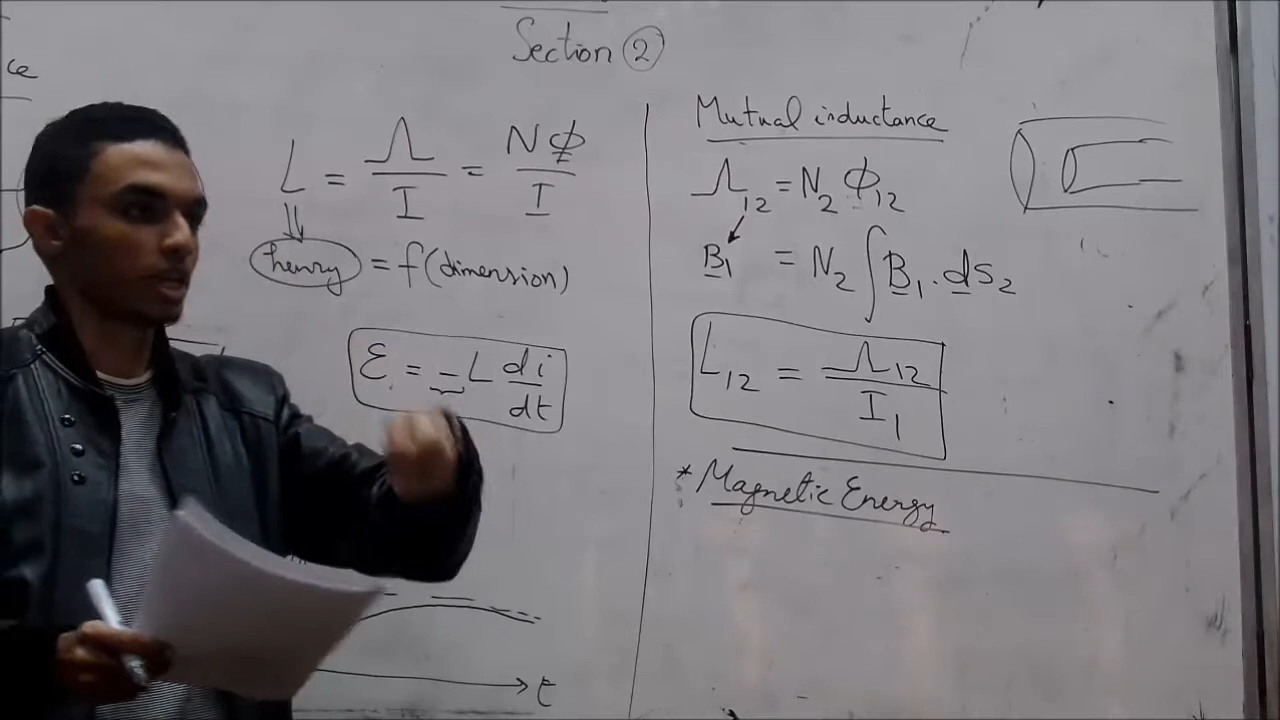 Section 2
ce
L = Λ/I = NΦ/I
henry = f(dimension)
ε = - L di/dt
t
Mutual inductance
Λ12 = N2 Φ12
B1 = N2 ∫ B1 . dS2
L12 = Λ12/I1
* Magnetic Energy